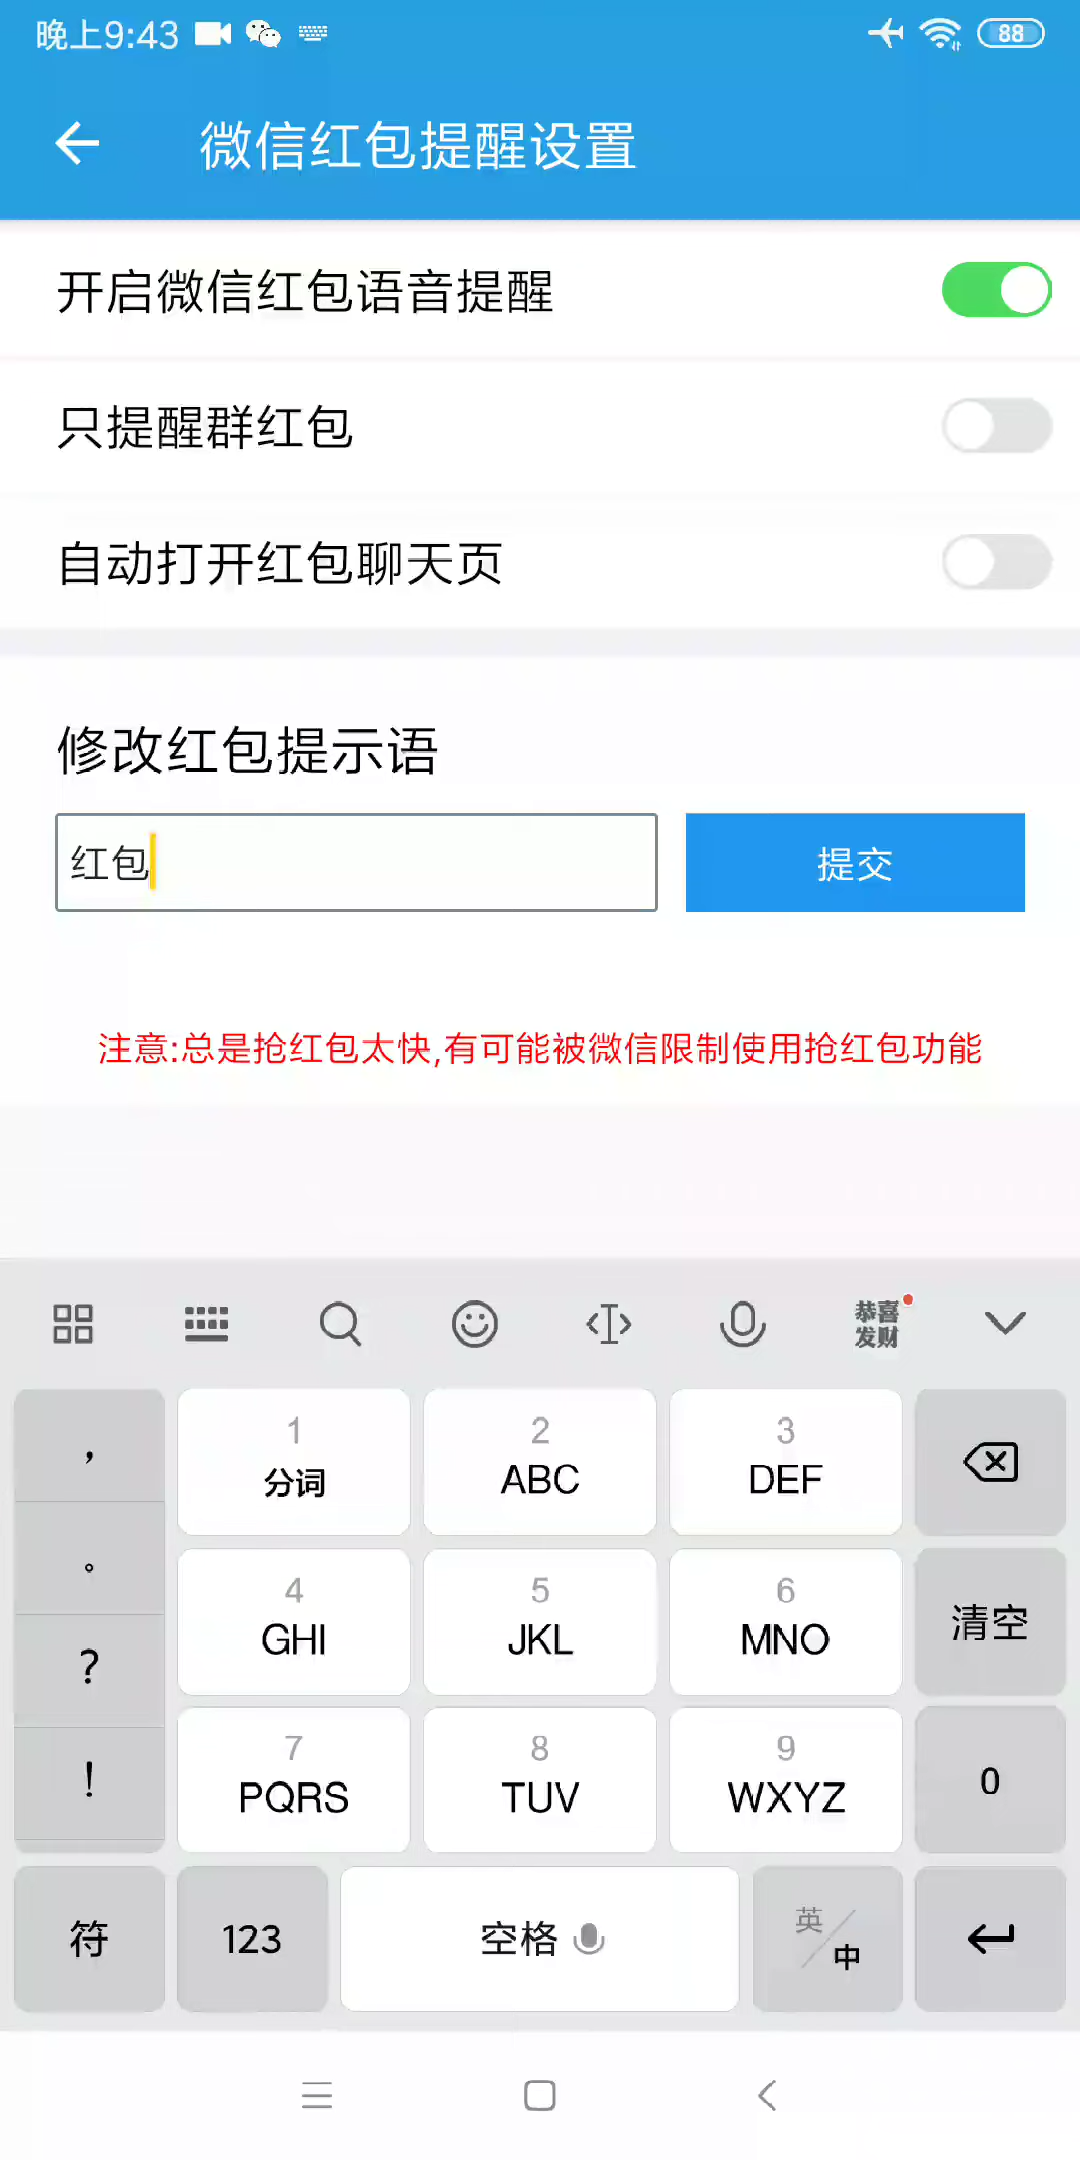 晚上9:43
88
微信红包提醒设置
开启微信红包语音提醒
只提醒群红包
自动打开红包聊天页
修改红包提示语
红包
提交
注意:总是抢红包太快,有可能被微信限制使用抢红包功能
恭喜
发财
，
1
分词
2
ABC
3
DEF
。
4
GHI
5
JKL
6
MNO
清空
?
7
PQRS
8
TUV
9
WXYZ
0
!
符
123
空格
英
中